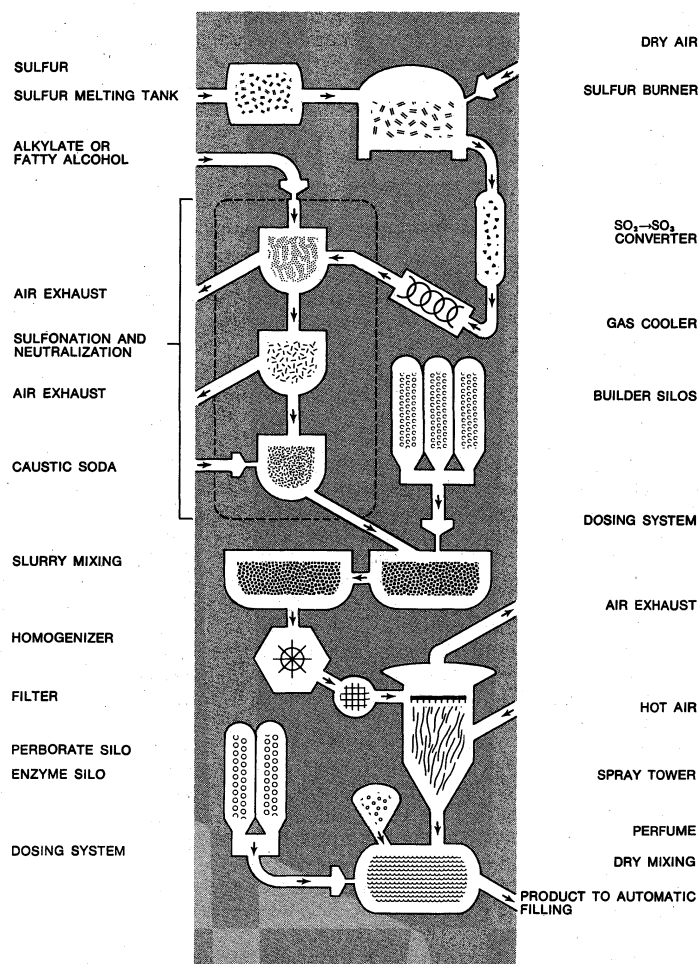 SULFUR
SULFUR MELTING TANK
ALKYLATE OR
FATTY ALCOHOL
AIR EXHAUST
SULFONATION AND
NEUTRALIZATION
AIR EXHAUST
CAUSTIC SODA
SLURRY MIXING
HOMOGENIZER
FILTER
PERBORATE SILO
ENZYME SILO
DOSING SYSTEM
DRY AIR
SULFUR BURNER
SO₂→SO₃
CONVERTER
GAS COOLER
BUILDER SILOS
DOSING SYSTEM
AIR EXHAUST
HOT AIR
SPRAY TOWER
PERFUME
DRY MIXING
PRODUCT TO AUTOMATIC
FILLING